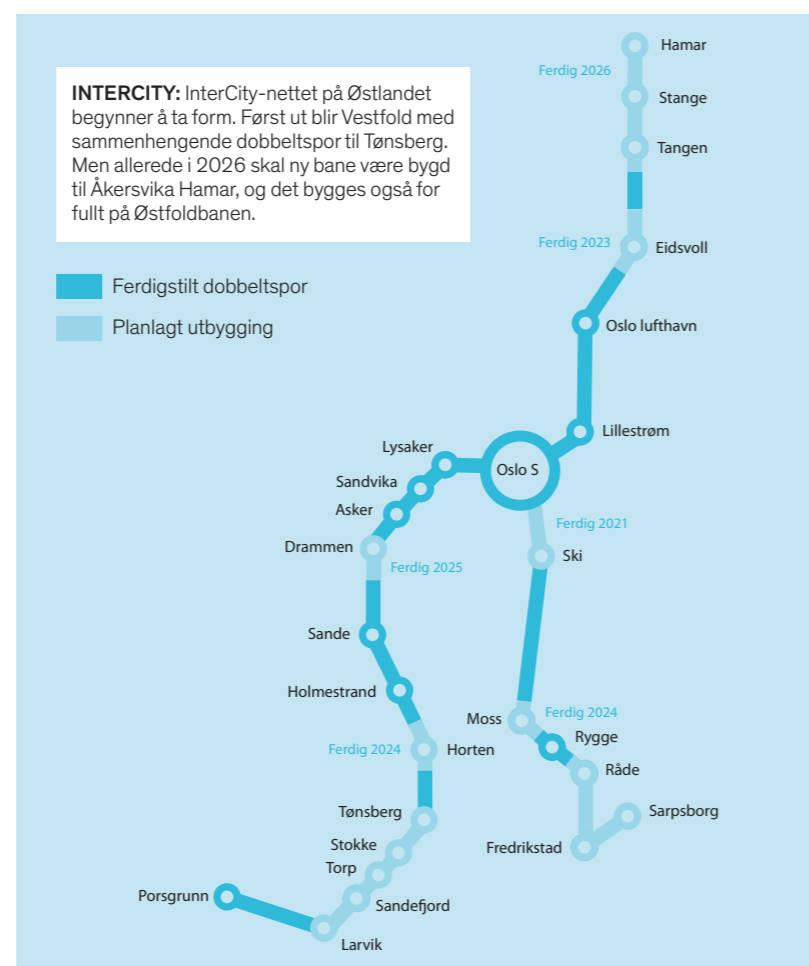 INTERCITY: InterCity-nettet på Østlandet
begynner å ta form. Først ut blir Vestfold med
sammenhengende dobbeltspor til Tønsberg.
Men allerede i 2026 skal ny bane være bygd
til Åkersvika Hamar, og det bygges også for
fullt på Østfoldbanen.
Ferdigstilt dobbeltspor
Planlagt utbygging
Hamar
Ferdig 2026
Stange
Tangen
Ferdig 2023
Eidsvoll
Oslo lufthavn
Lillestrøm
Oslo S
Lysaker
Sandvika
Asker
Drammen
Ferdig 2025
Sande
Holmestrand
Ferdig 2024
Horten
Tønsberg
Stokke
Torp
Sandefjord
Larvik
Porsgrunn
Ferdig 2021
Ski
Moss
Ferdig 2024
Rygge
Råde
Fredrikstad
Sarpsborg